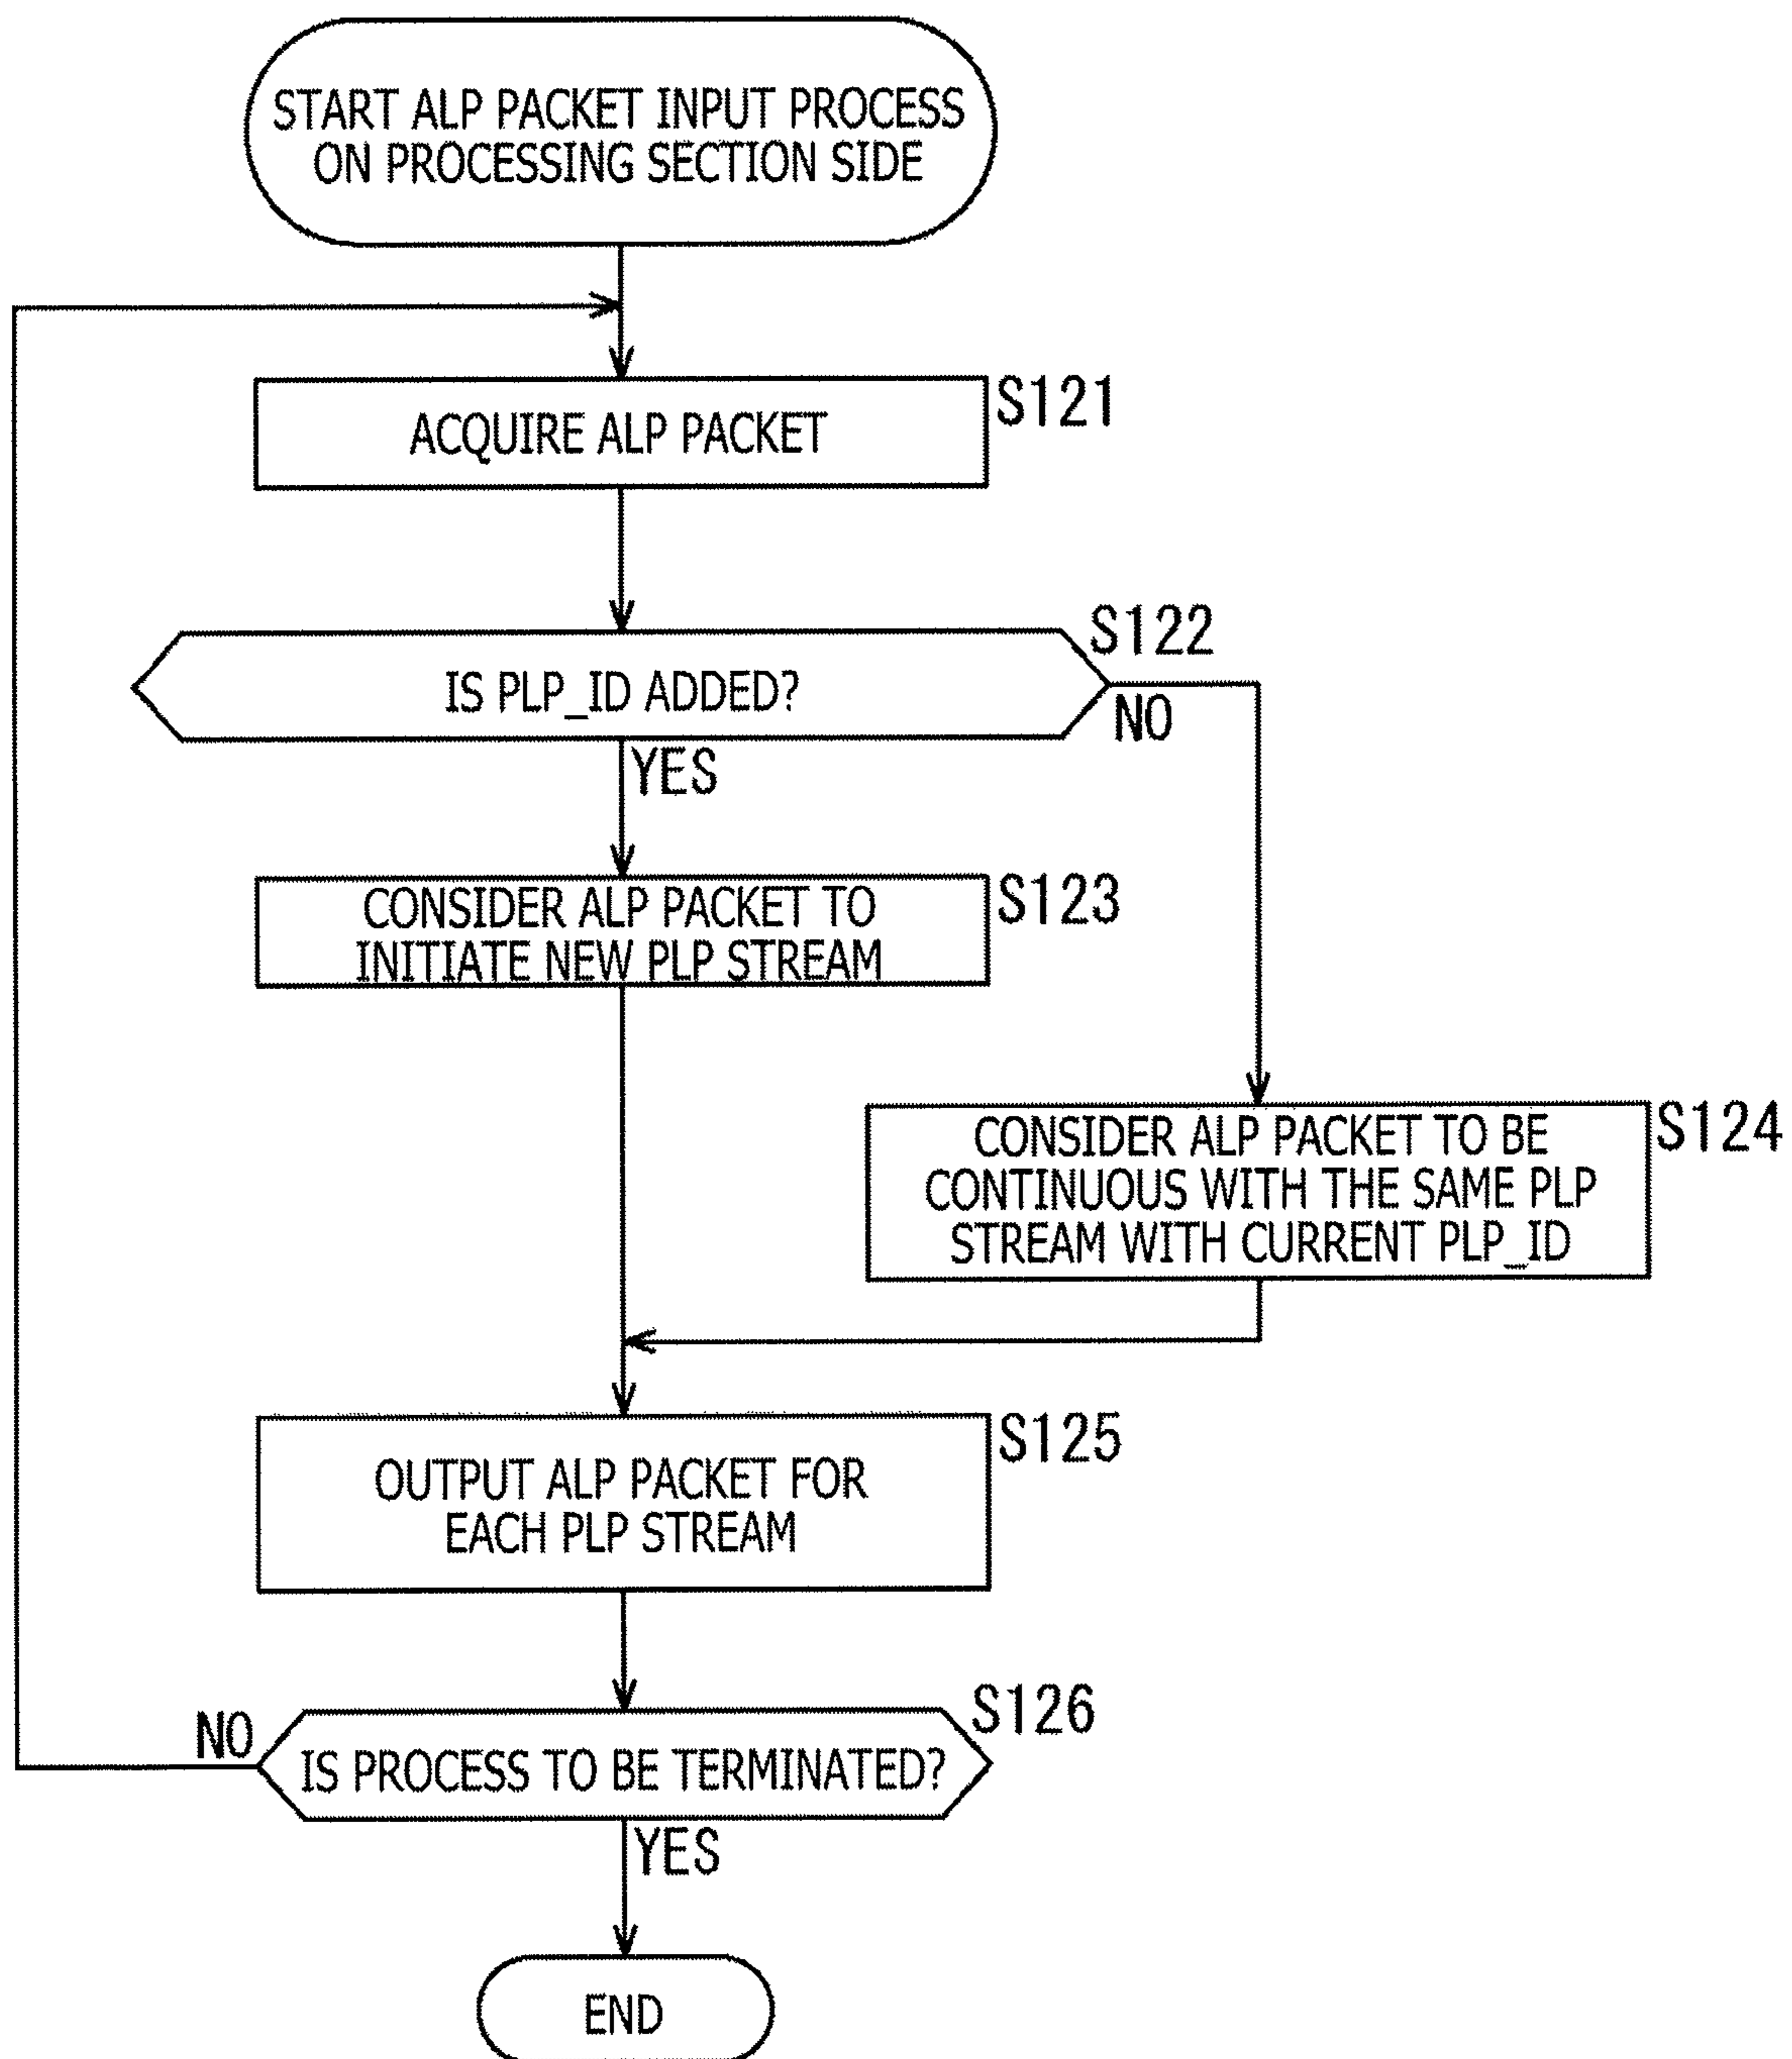 START ALP PACKET INPUT PROCESS
ON PROCESSING SECTION SIDE
S121
ACQUIRE ALP PACKET
S122
IS PLP_ID ADDED?
NO
YES
S123
CONSIDER ALP PACKET TO
INITIATE NEW PLP STREAM
S124
CONSIDER ALP PACKET TO BE
CONTINUOUS WITH THE SAME PLP
STREAM WITH CURRENT PLP_ID
S125
OUTPUT ALP PACKET FOR
EACH PLP STREAM
S126
NO
IS PROCESS TO BE TERMINATED?
YES
END